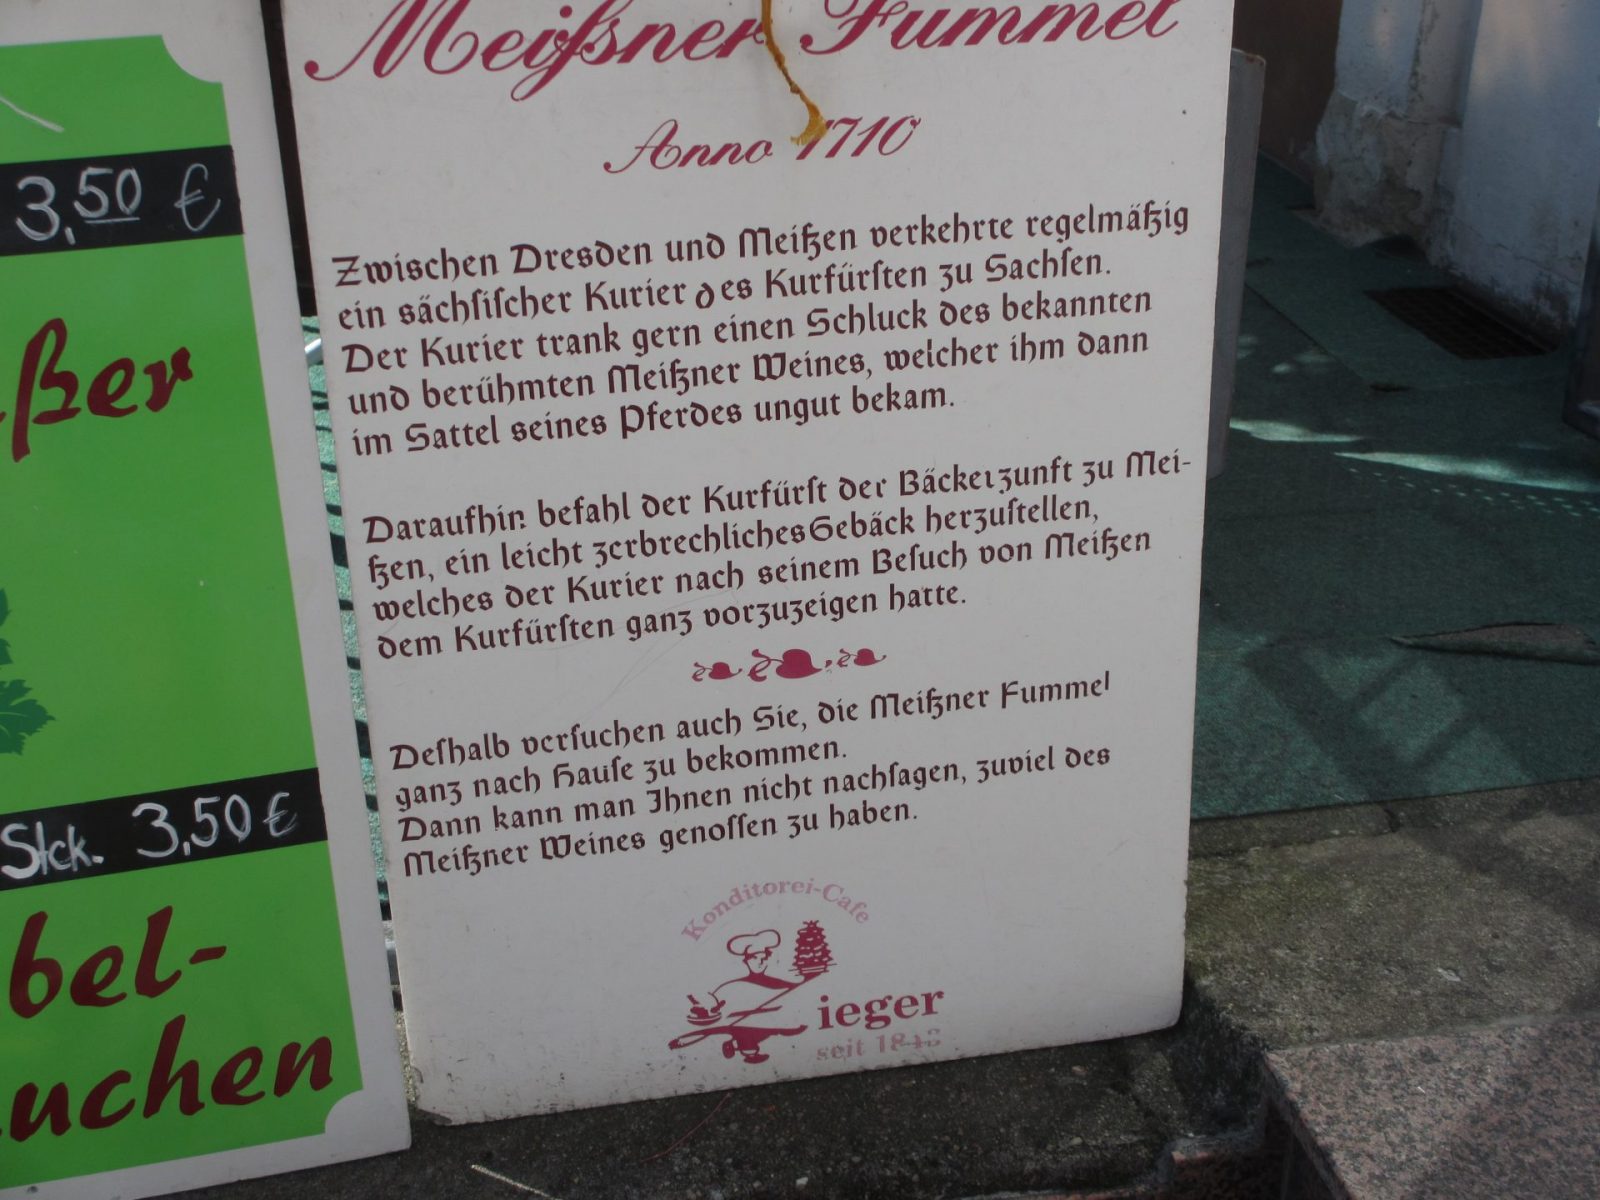 3,50 €
ßer
Stck. 3,50 €
bel-
uchen
Meißner Fummel
Anno 1710
Zwischen Dresden und Meißen verkehrte regelmäßig
ein sächſiſcher Kurier des Kurfürſten zu Sachſen.
Der Kurier trank gern einen Schluck des bekannten
und berühmten Meißner Weines, welcher ihm dann
im Sattel seines Pferdes ungut bekam.
Daraufhin befahl der Kurfürſt der Bäckerzunft zu Mei-
ßen, ein leicht zerbrechliches Gebäck herzuſtellen,
welches der Kurier nach seinem Beſuch von Meißen
dem Kurfürſten ganz vorzuzeigen hatte.
Deſhalb verſuchen auch Sie, die Meißner Fummel
ganz nach Hauſe zu bekommen.
Dann kann man Ihnen nicht nachſagen, zuviel des
Meißner Weines genoſſen zu haben.
Konditorei-Cafe
ieger
seit 1843